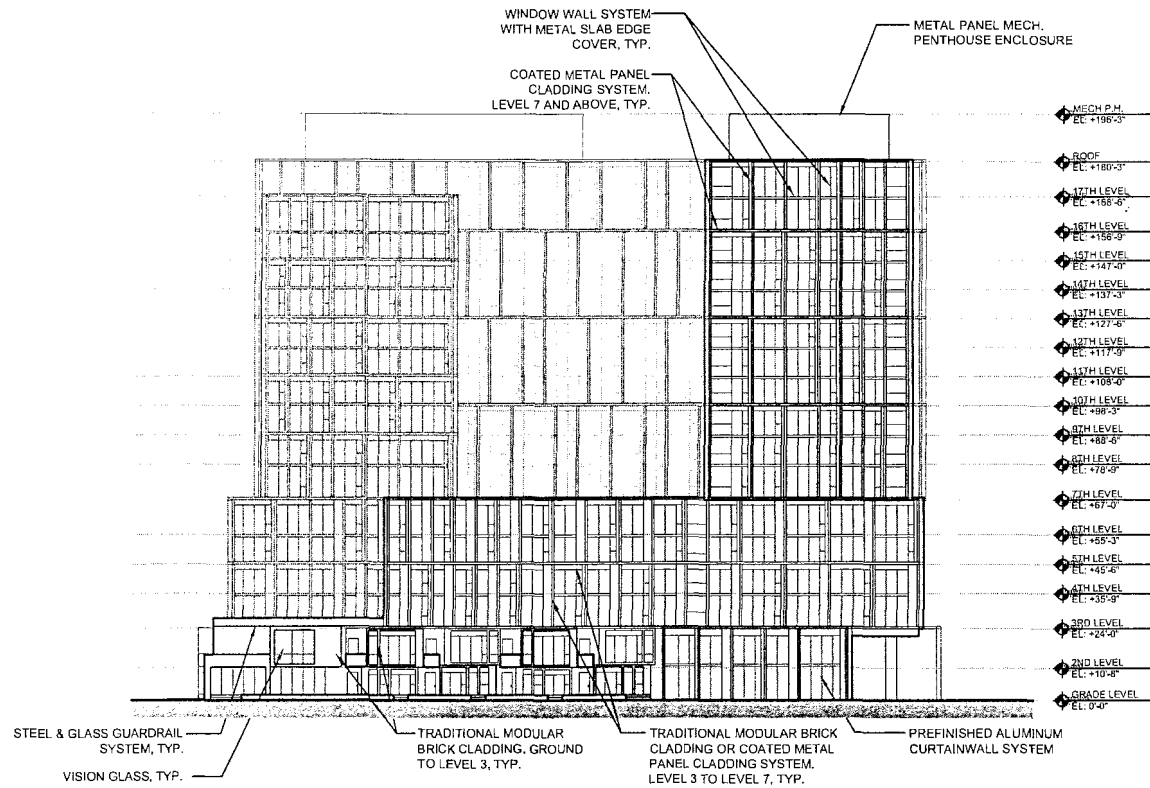 WINDOW WALL SYSTEM
WITH METAL SLAB EDGE
COVER, TYP.
METAL PANEL MECH.
PENTHOUSE ENCLOSURE
COATED METAL PANEL
CLADDING SYSTEM.
LEVEL 7 AND ABOVE, TYP.
MECH P.H.
EL: +196'-3"
ROOF
EL: +180'-3"
17TH LEVEL
EL: +168'-6"
16TH LEVEL
EL: +156'-9"
15TH LEVEL
EL: +147'-0"
14TH LEVEL
EL: +137'-3"
13TH LEVEL
EL: +127'-6"
12TH LEVEL
EL: +117'-9"
11TH LEVEL
EL: +108'-0"
10TH LEVEL
EL: +98'-3"
9TH LEVEL
EL: +88'-6"
8TH LEVEL
EL: +78'-9"
7TH LEVEL
EL: +67'-0"
6TH LEVEL
EL: +55'-3"
5TH LEVEL
EL: +45'-6"
4TH LEVEL
EL: +35'-9"
3RD LEVEL
EL: +24'-0"
2ND LEVEL
EL: +10'-8"
GRADE LEVEL
EL: 0'-0"
STEEL & GLASS GUARDRAIL
SYSTEM, TYP.
VISION GLASS, TYP.
TRADITIONAL MODULAR
BRICK CLADDING. GROUND
TO LEVEL 3, TYP.
TRADITIONAL MODULAR BRICK
CLADDING OR COATED METAL
PANEL CLADDING SYSTEM.
LEVEL 3 TO LEVEL 7, TYP.
PREFINISHED ALUMINUM
CURTAINWALL SYSTEM